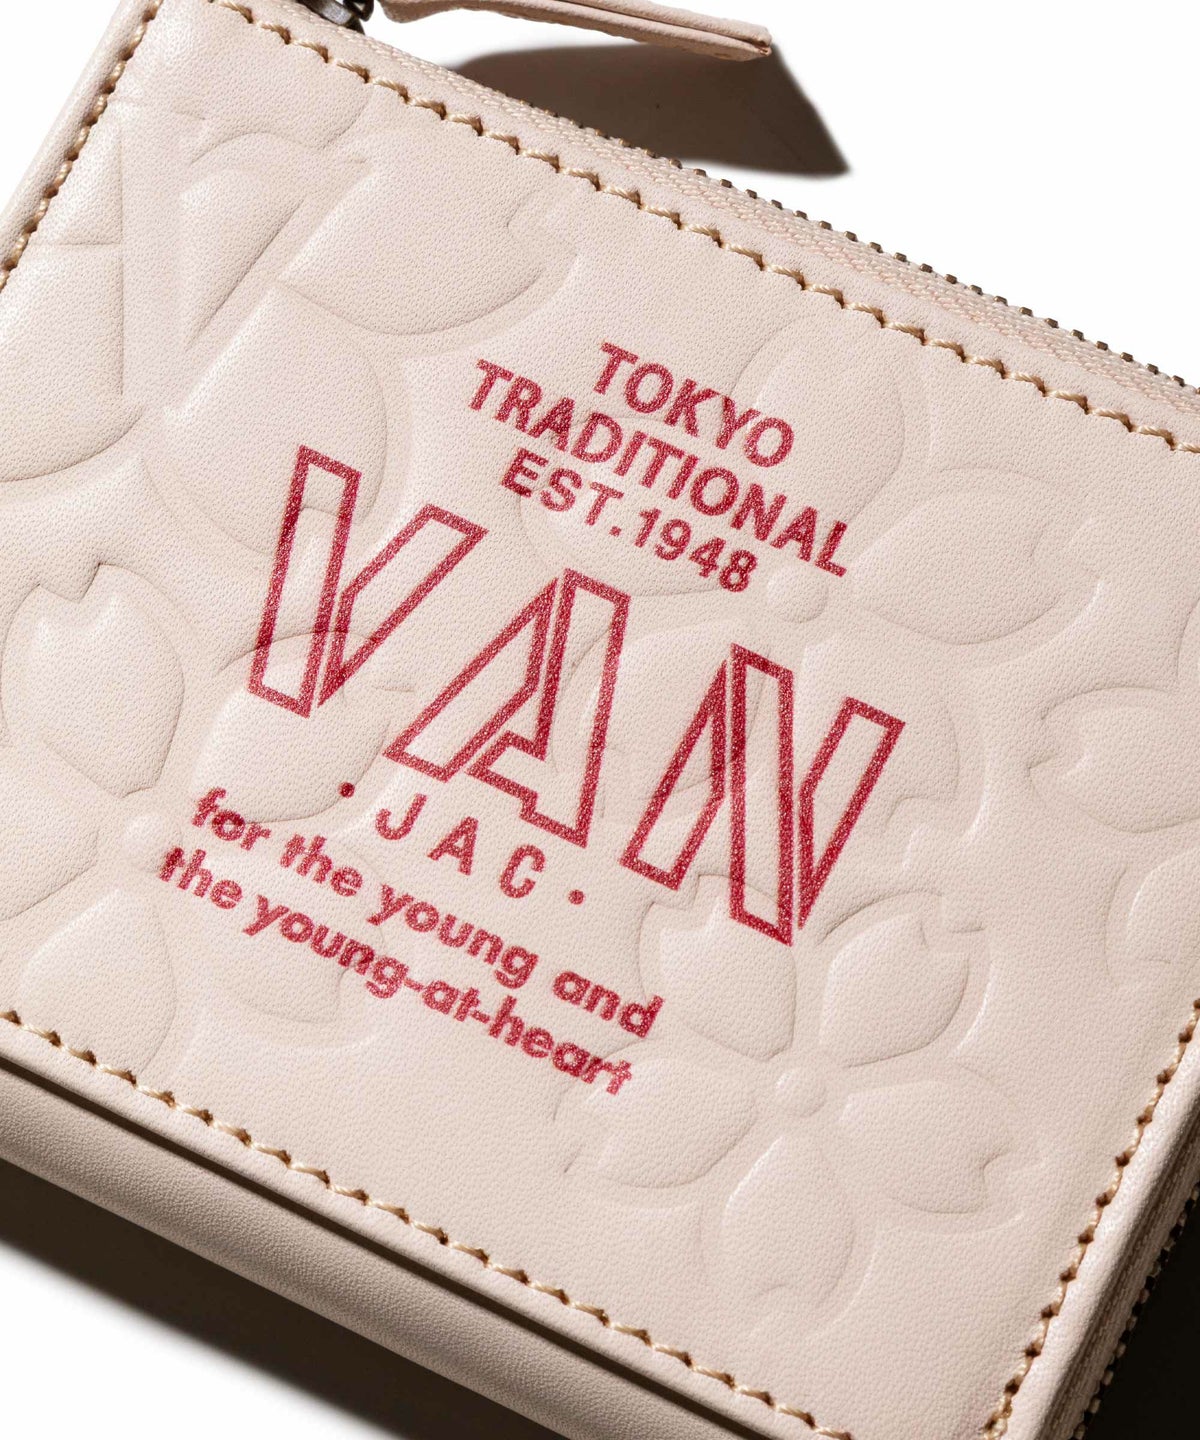 TOKYO
TRADITIONAL
EST.1948
VAN
.JAC.
for the young and
the young-at-heart